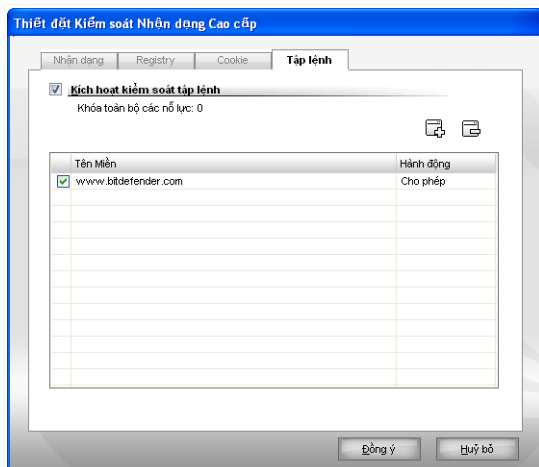 Thiết đặt Kiểm soát Nhận dạng Cao cấp
Nhận dạng Registry Cookie Tập lệnh
Kích hoạt kiểm soát tập lệnh
Khóa toàn bộ các nỗ lực: 0
Tên Miền Hành động
www.bitdefender.com Cho phép
Đồng ý Huỷ bỏ